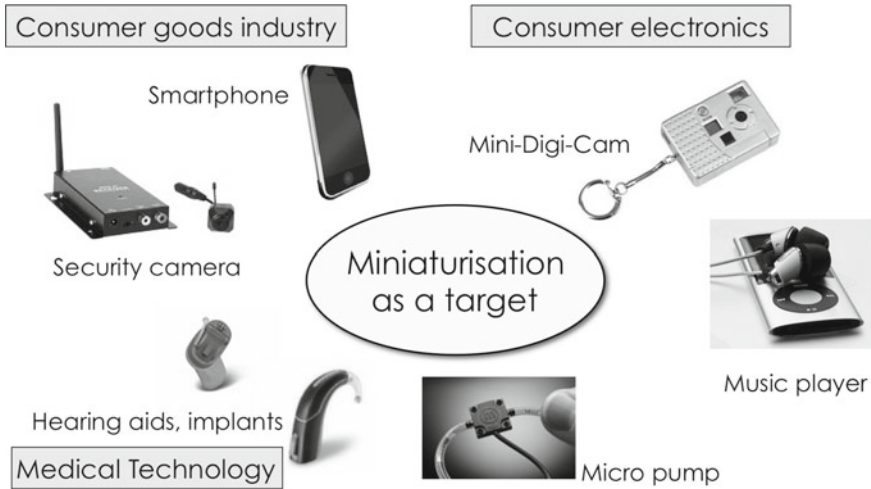 Consumer goods industry
Consumer electronics
Smartphone
Mini-Digi-Cam
Security camera
Miniaturisation
as a target
Music player
Hearing aids, implants
Medical Technology
Micro pump